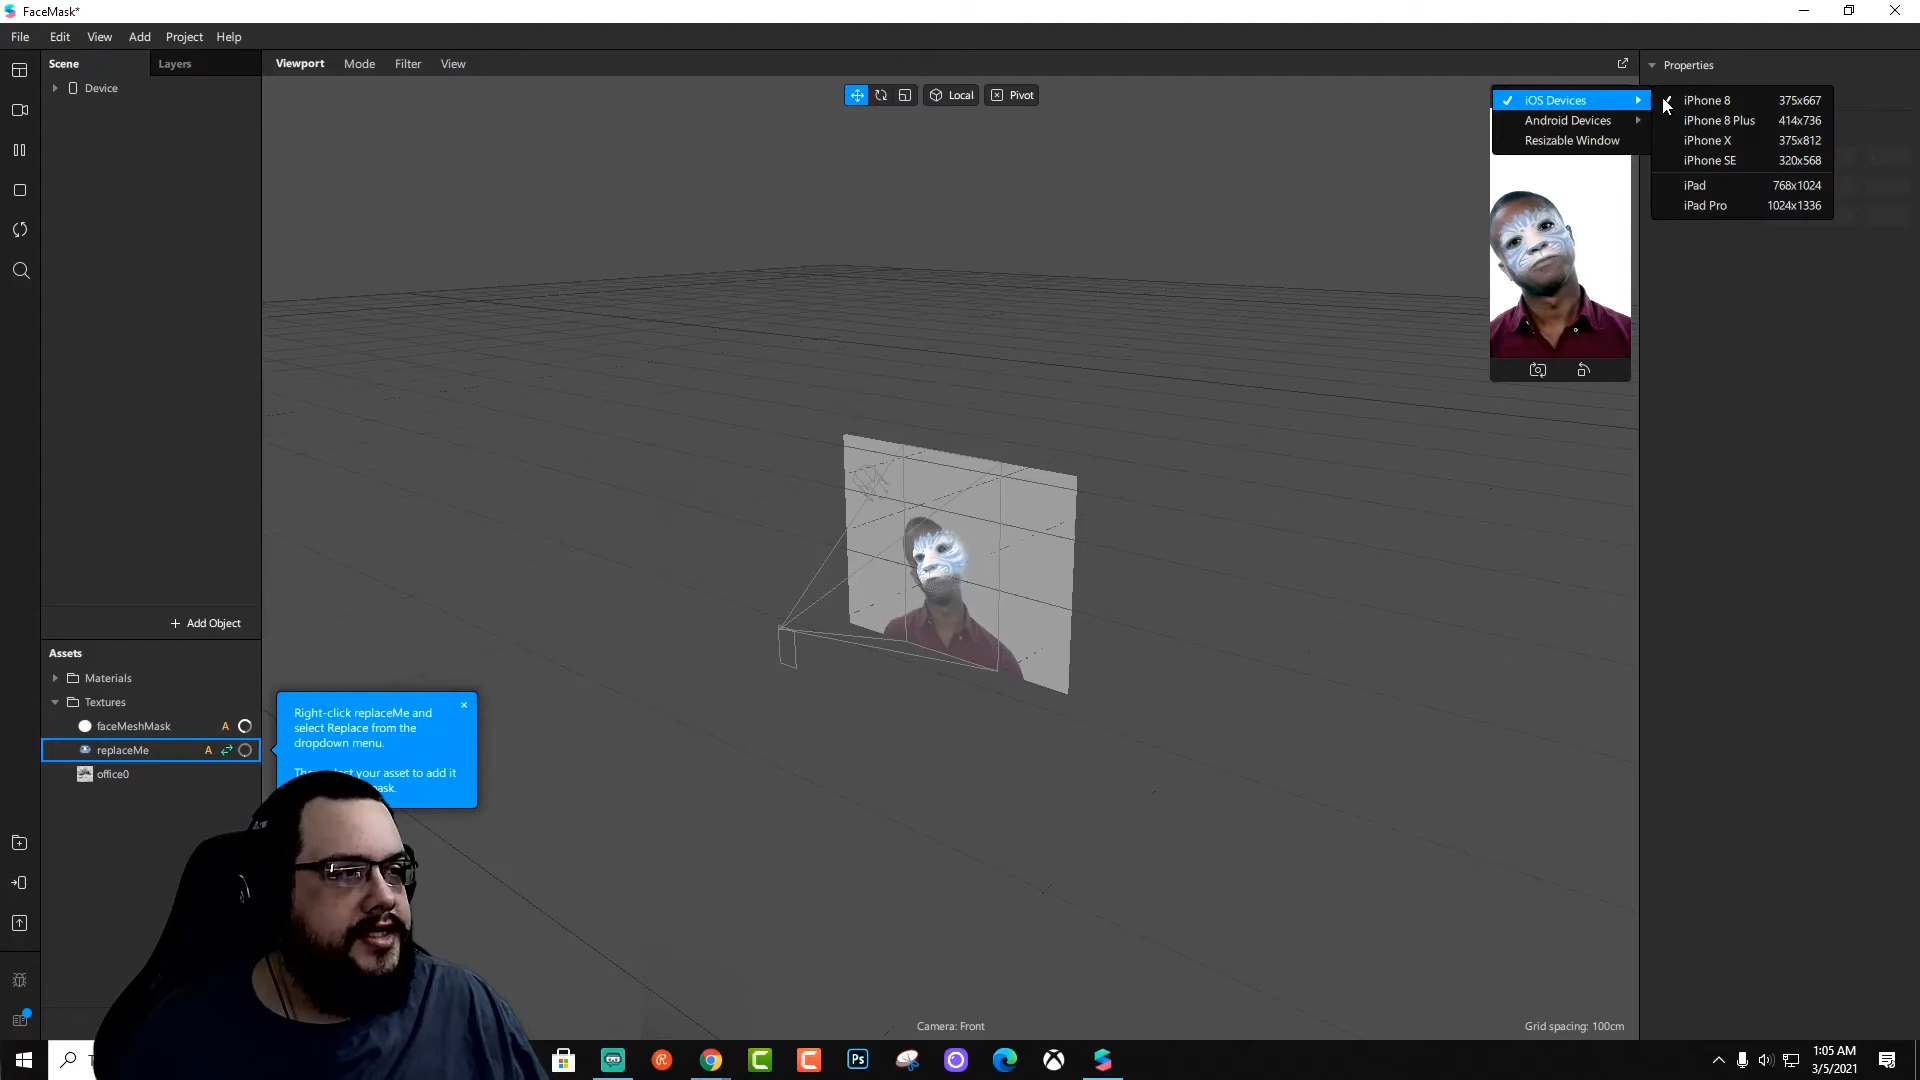 FaceMask*
File Edit View Add Project Help
Scene Layers
Device
Viewport Mode Filter View
Local Pivot
Properties
iOS Devices
Android Devices
Resizable Window
iPhone 8 375x667
iPhone 8 Plus 414x736
iPhone X 375x812
iPhone SE 320x568
iPad 768x1024
iPad Pro 1024x1336
+ Add Object
Assets
Materials
Textures
faceMeshMask A
replaceMe A
office0
Right-click replaceMe and
select Replace from the
dropdown menu.
your asset to add it
Camera: Front
Grid spacing: 100cm
Ps
1:05 AM
3/5/2021